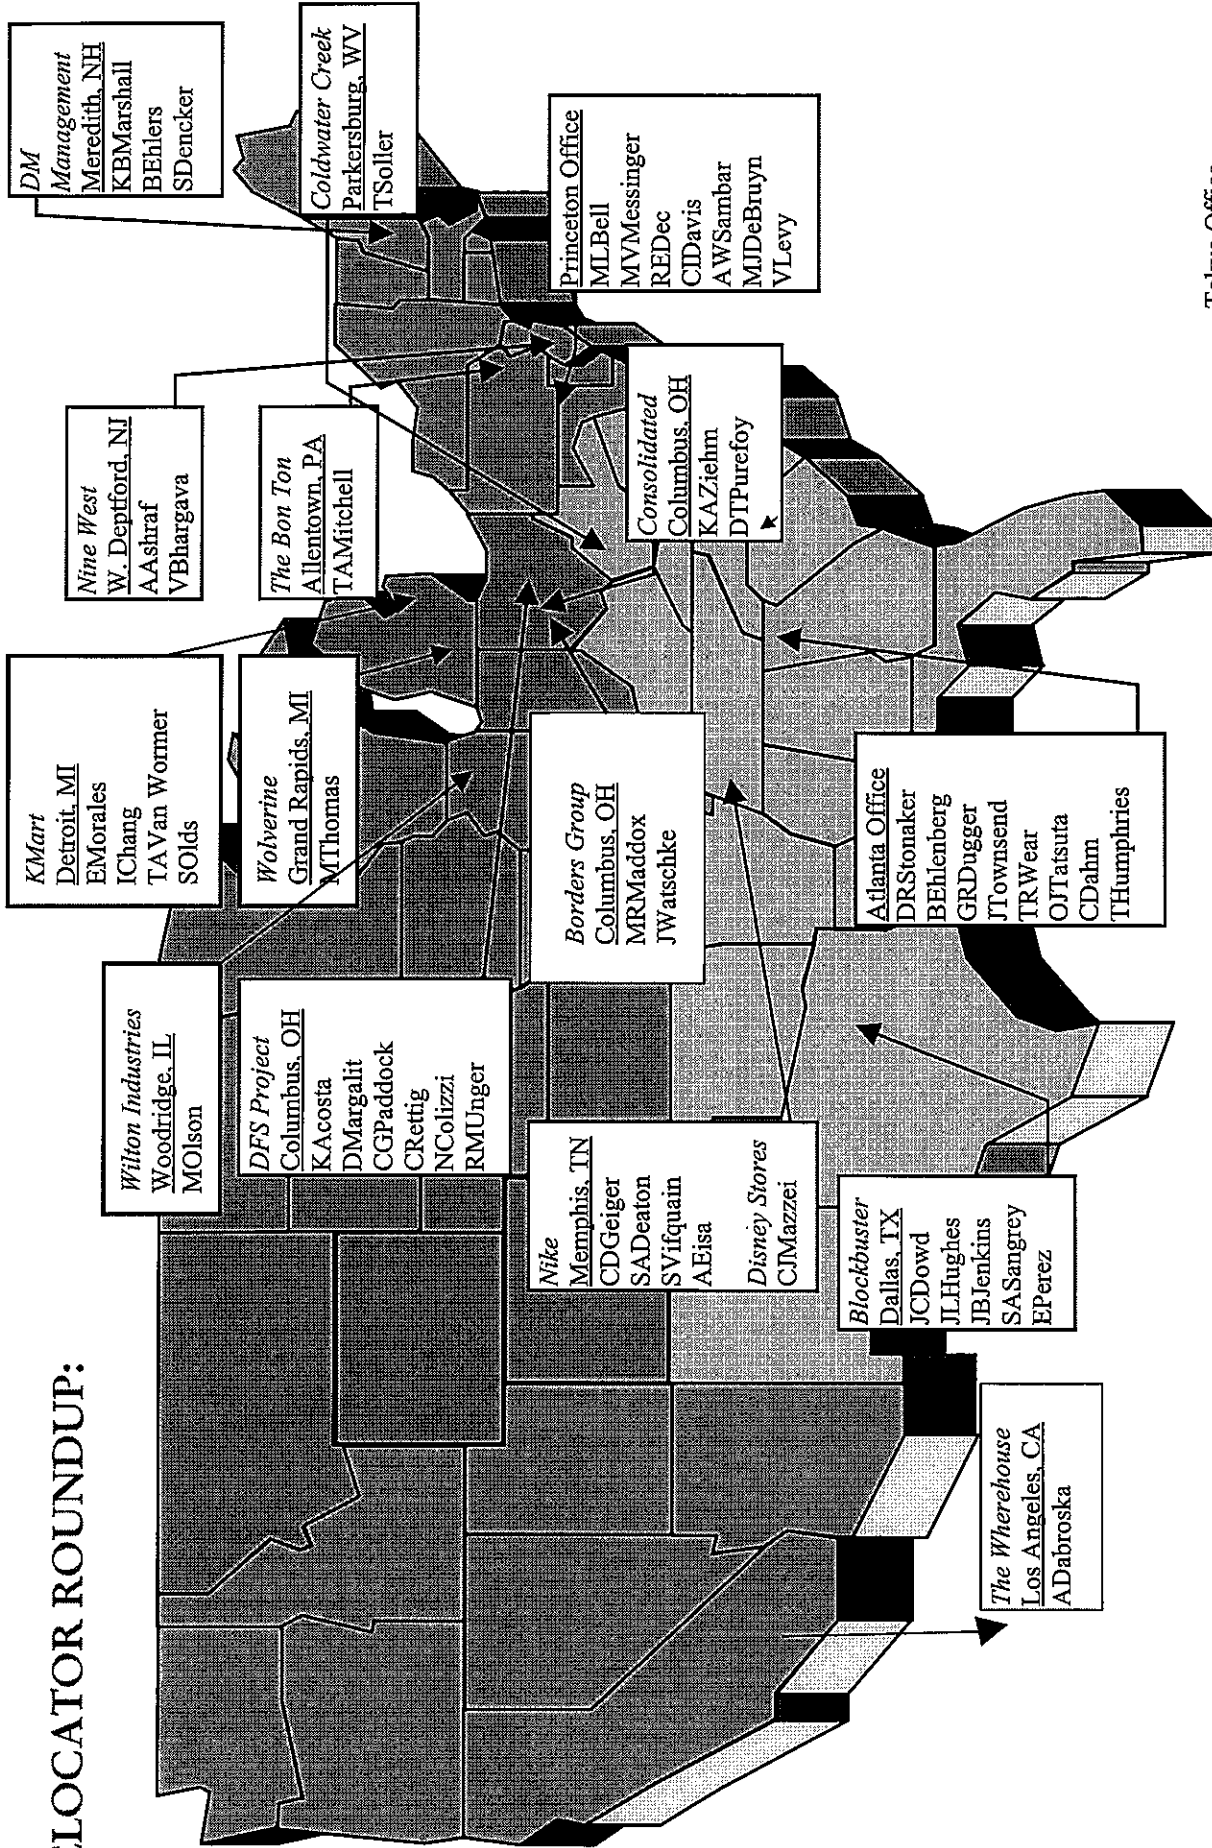 ELOCATOR ROUNDUP:
DM
Management
Meredith, NH
KBMarshall
BEhlers
SDencker
Coldwater Creek
Parkersburg, WV
TSoller
Princeton Office
MLBell
MVMessinger
REDec
CIDavis
AWSambar
MJDeBruyn
VLevy
Nine West
W. Deptford, NJ
AAshraf
VBhargava
The Bon Ton
Allentown, PA
TAMitchell
Consolidated
Columbus, OH
KAZiehm
DTPurefoy
KMart
Detroit, MI
EMorales
IChang
TAVan Wormer
SOlds
Wolverine
Grand Rapids, MI
MThomas
Borders Group
Columbus, OH
MRMaddox
JWatschke
Atlanta Office
DRStonaker
BEhlenberg
GRDugger
JTownsend
TRWear
OJTatsuta
CDahm
THumphries
Wilton Industries
Woodridge, IL
MOlson
DFS Project
Columbus, OH
KAcosta
DMargalit
CGPaddock
CRettig
NColizzi
RMUnger
Nike
Memphis, TN
CDGeiger
SADeaton
SVifquain
AEisa
Disney Stores
CJMazzei
Blockbuster
Dallas, TX
JCDowd
JLHughes
JBJenkins
SASangrey
EPerez
The Wherehouse
Los Angeles, CA
ADabroska